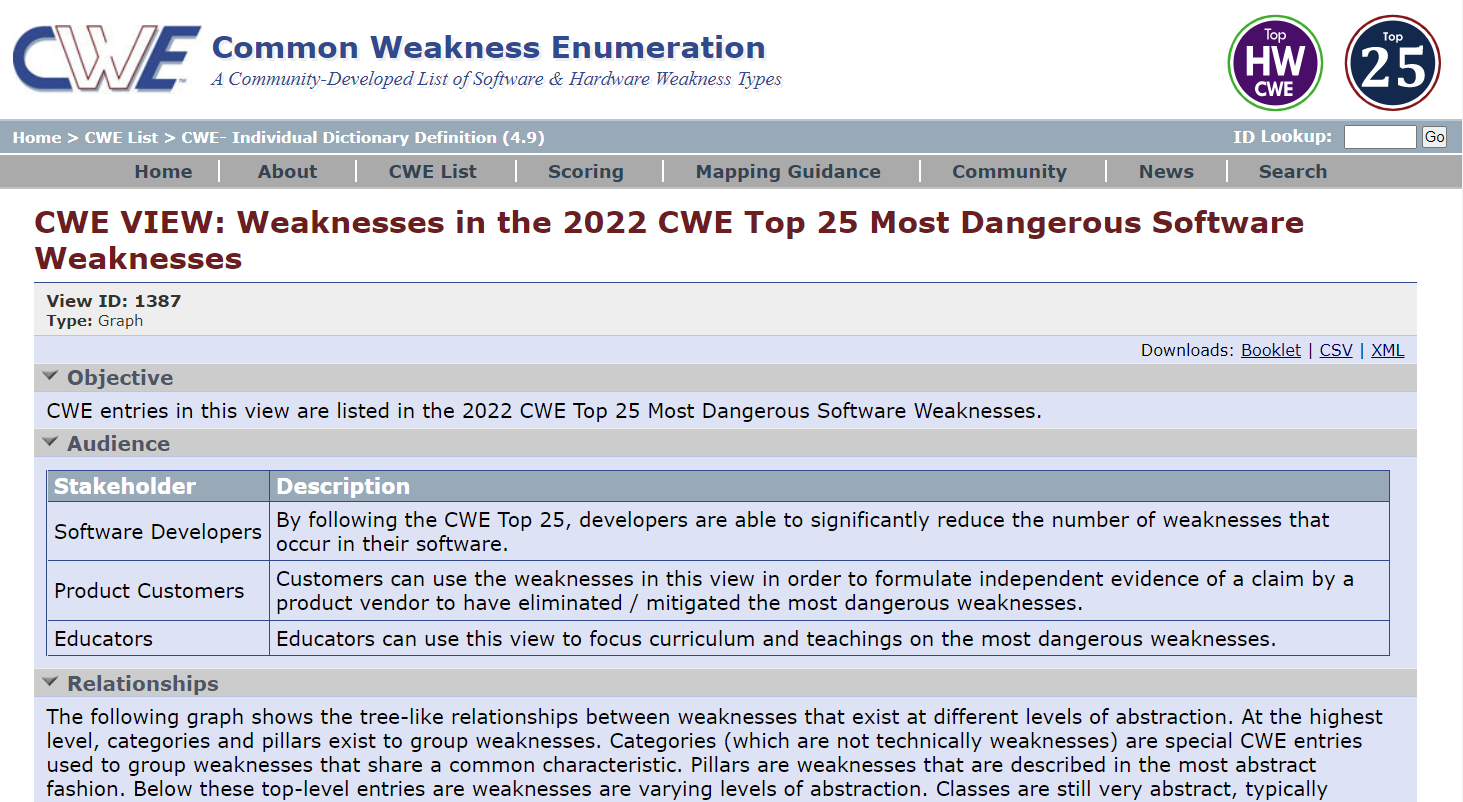 CWE™
Common Weakness Enumeration
A Community-Developed List of Software & Hardware Weakness Types
Top
HW
CWE
Top
25
Home > CWE List > CWE- Individual Dictionary Definition (4.9)
ID Lookup:
Go
Home
About
CWE List
Scoring
Mapping Guidance
Community
News
Search
CWE VIEW: Weaknesses in the 2022 CWE Top 25 Most Dangerous Software
Weaknesses
View ID: 1387
Type: Graph
Downloads: Booklet | CSV | XML
Objective
CWE entries in this view are listed in the 2022 CWE Top 25 Most Dangerous Software Weaknesses.
Audience
Stakeholder
Description
Software Developers
By following the CWE Top 25, developers are able to significantly reduce the number of weaknesses that
occur in their software.
Product Customers
Customers can use the weaknesses in this view in order to formulate independent evidence of a claim by a
product vendor to have eliminated / mitigated the most dangerous weaknesses.
Educators
Educators can use this view to focus curriculum and teachings on the most dangerous weaknesses.
Relationships
The following graph shows the tree-like relationships between weaknesses that exist at different levels of abstraction. At the highest
level, categories and pillars exist to group weaknesses. Categories (which are not technically weaknesses) are special CWE entries
used to group weaknesses that share a common characteristic. Pillars are weaknesses that are described in the most abstract
fashion. Below these top-level entries are weaknesses are varying levels of abstraction. Classes are still very abstract, typically